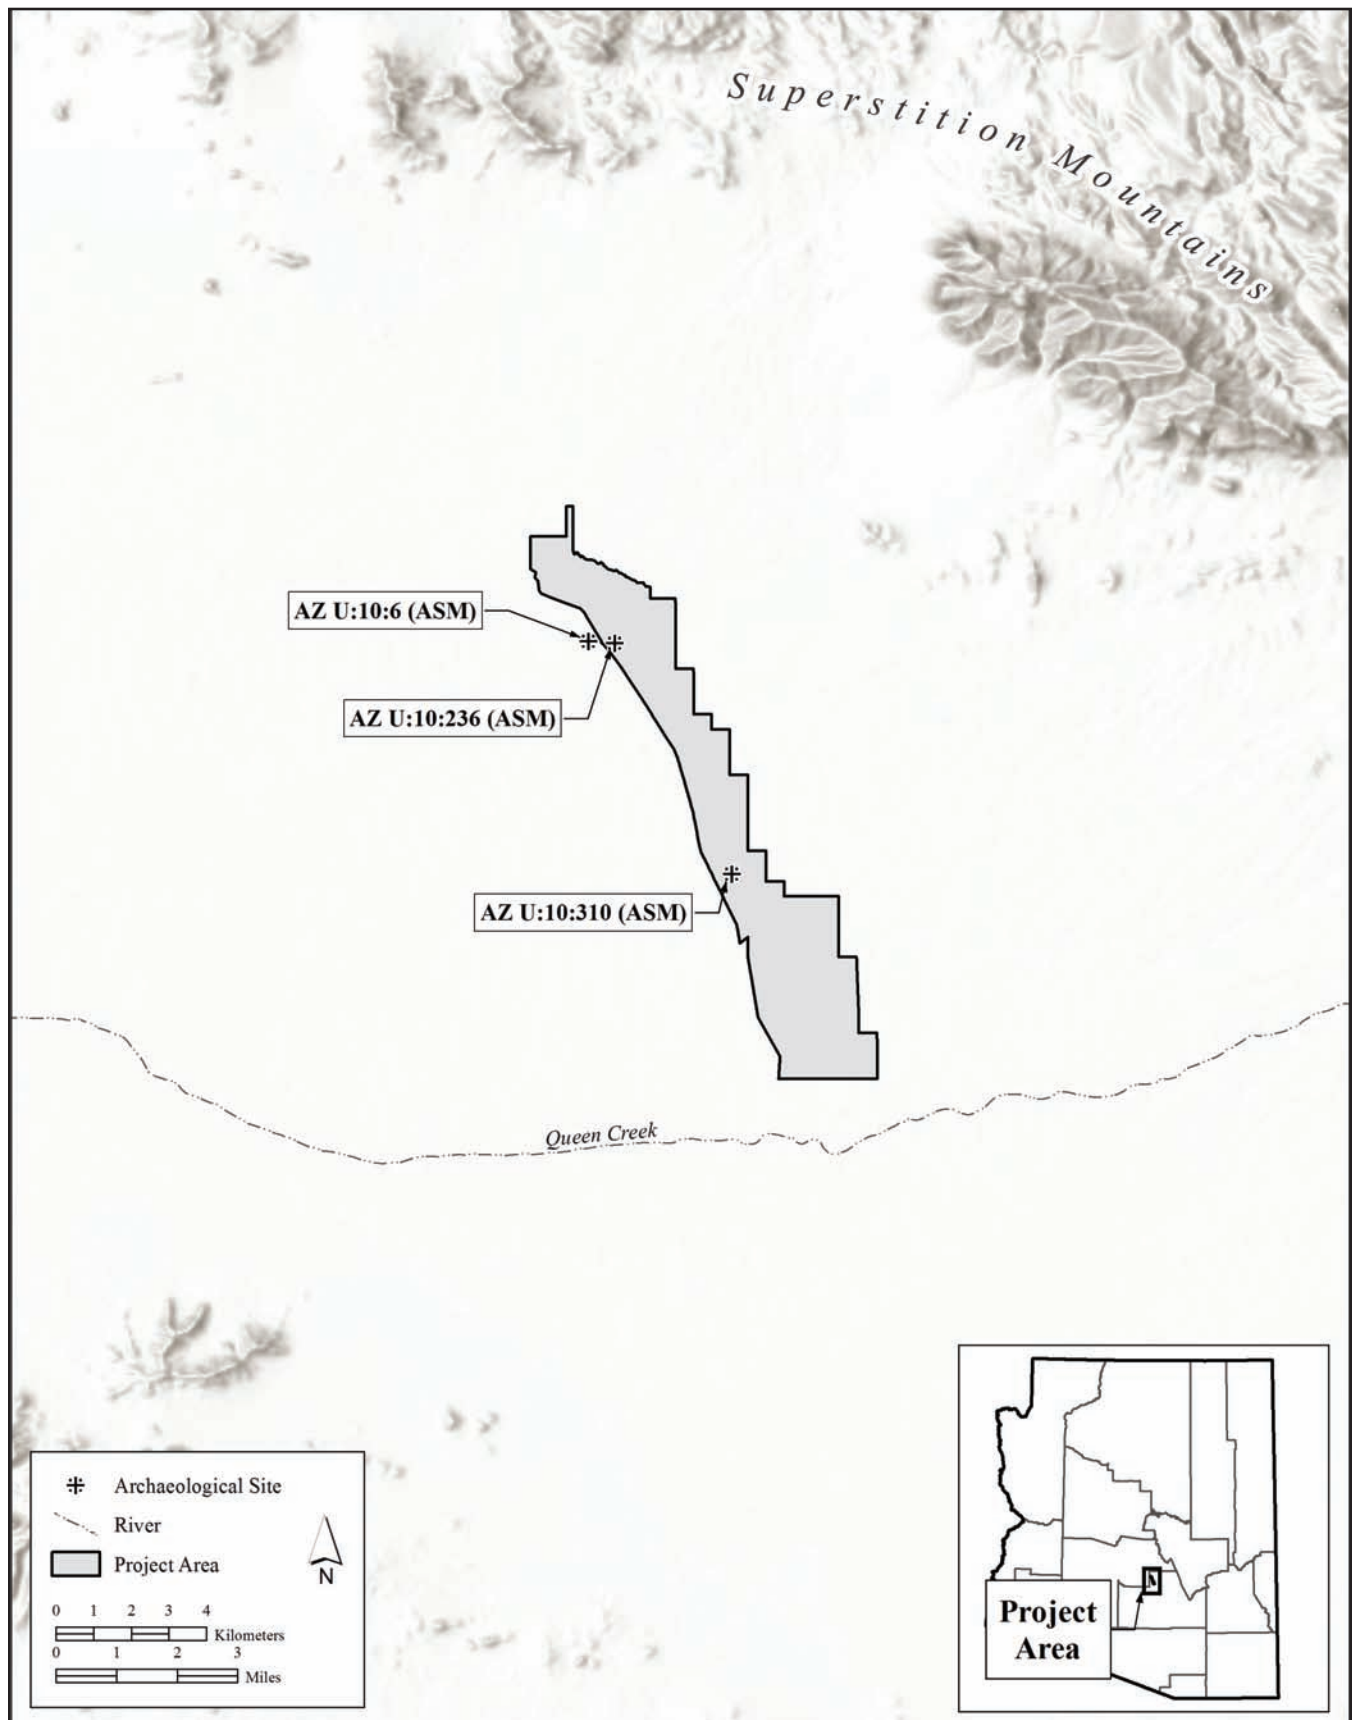 Superstition Mountains
AZ U:10:6 (ASM)
AZ U:10:236 (ASM)
AZ U:10:310 (ASM)
Queen Creek
Archaeological Site
River
Project Area
N
0 1 2 3 4
Kilometers
0 1 2 3
Miles
Project
Area